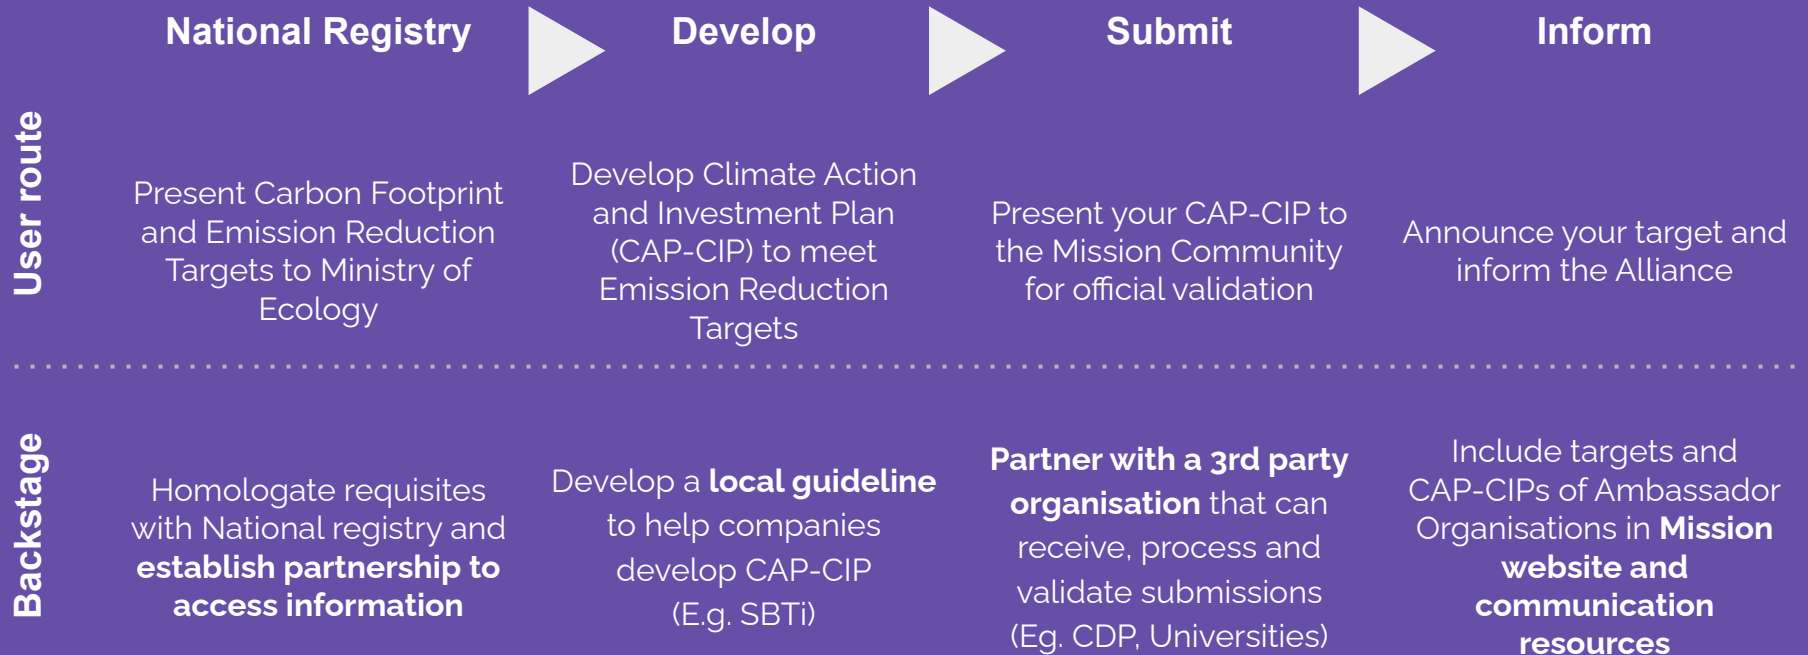 National Registry
Develop
Submit
Inform
User route
Present Carbon Footprint
and Emission Reduction
Targets to Ministry of
Ecology
Develop Climate Action
and Investment Plan
(CAP-CIP) to meet
Emission Reduction
Targets
Present your CAP-CIP to
the Mission Community
for official validation
Announce your target and
inform the Alliance
Backstage
Homologate requisites
with National registry and
establish partnership to
access information
Develop a local guideline
to help companies
develop CAP-CIP
(E.g. SBTi)
Partner with a 3rd party
organisation that can
receive, process and
validate submissions
(Eg. CDP, Universities)
Include targets and
CAP-CIPs of Ambassador
Organisations in Mission
website and
communication
resources